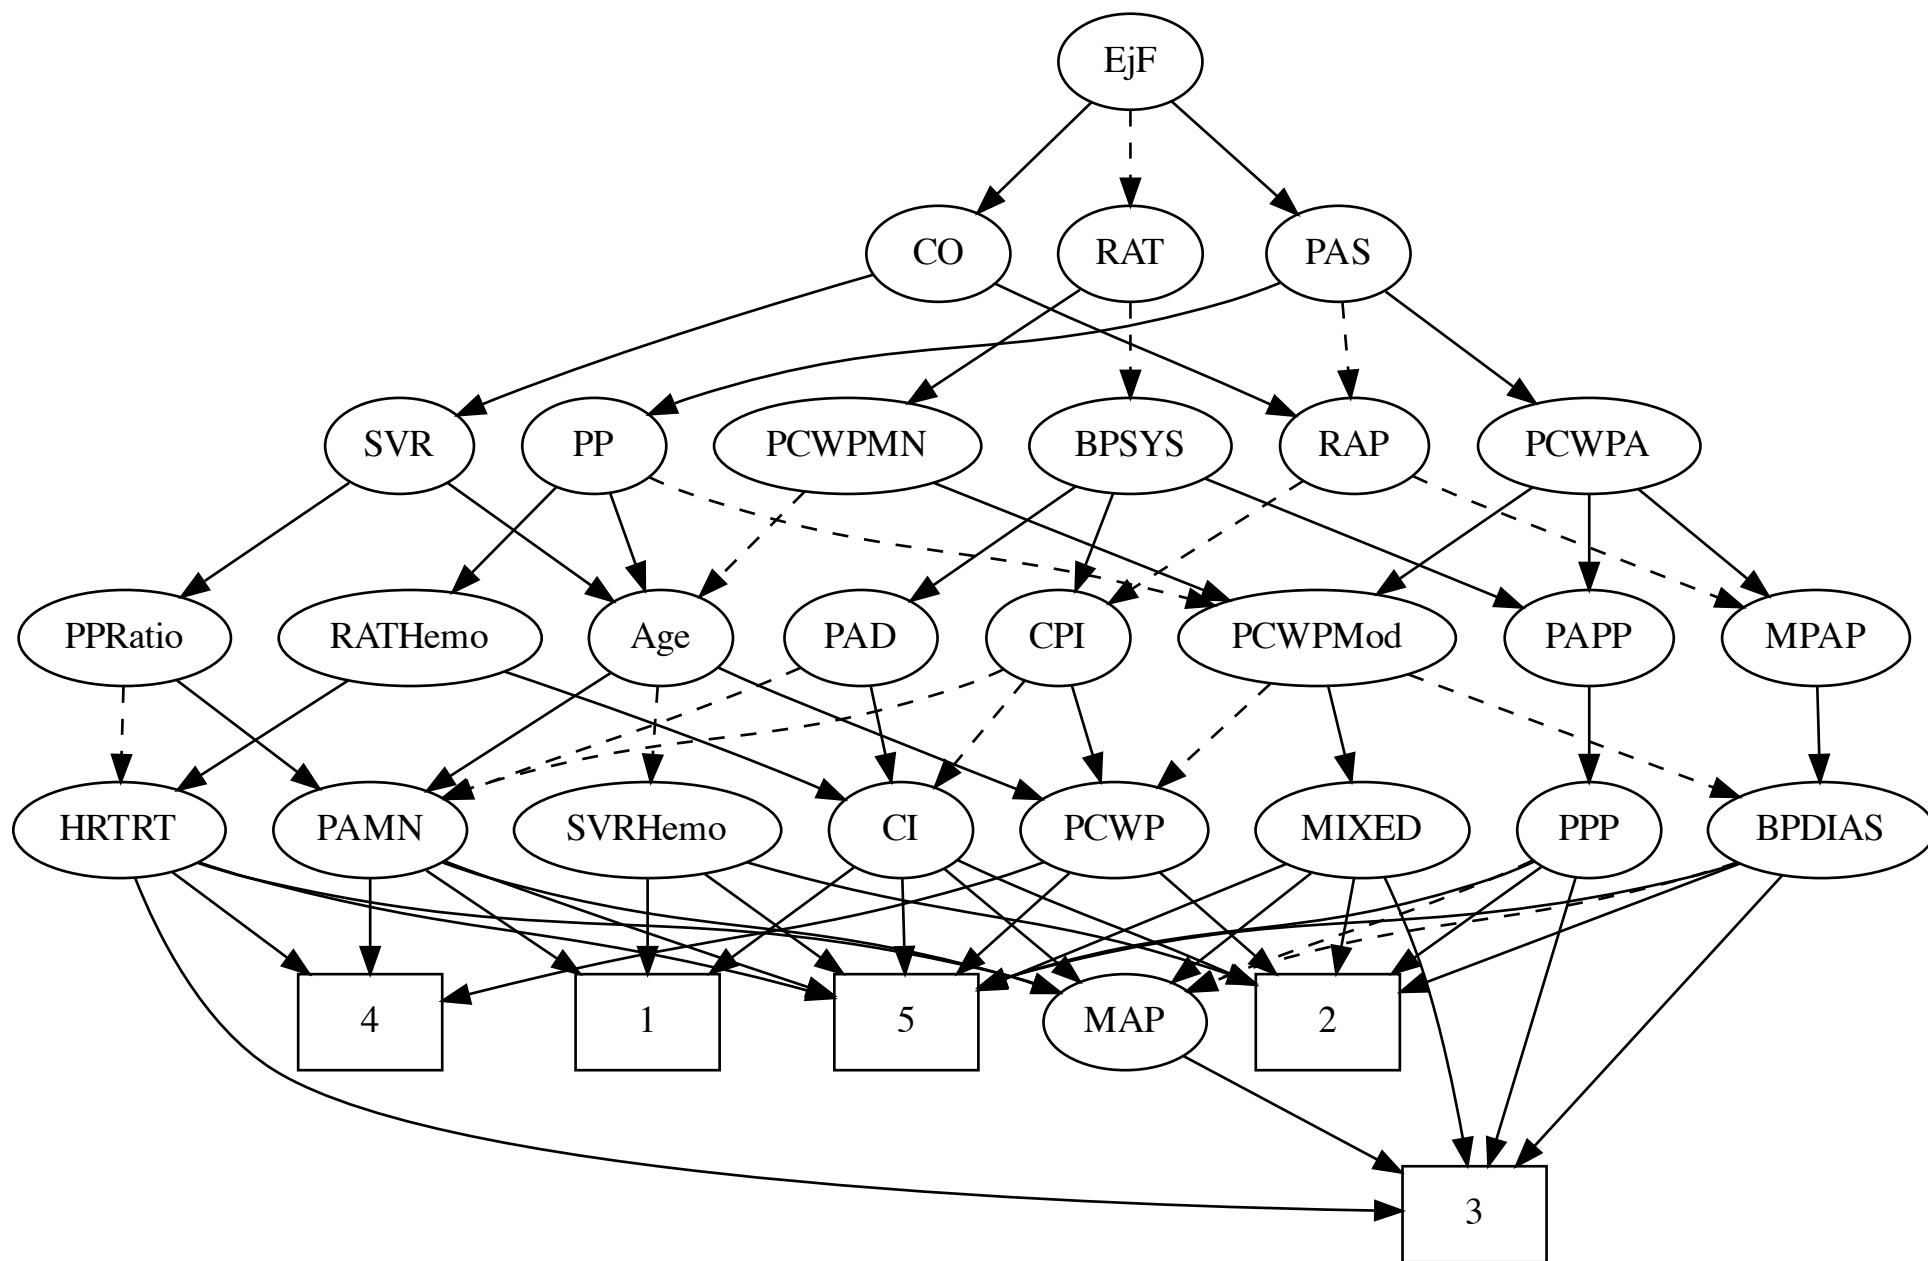 EjF
CO RAT PAS
SVR PP PCWPMN BPSYS RAP PCWPA
PPRatio RATHemo Age PAD CPI PCWPMod PAPP MPAP
HRTRT PAMN SVRHemo CI PCWP MIXED PPP BPDIAS
4 1 5 MAP 2
3